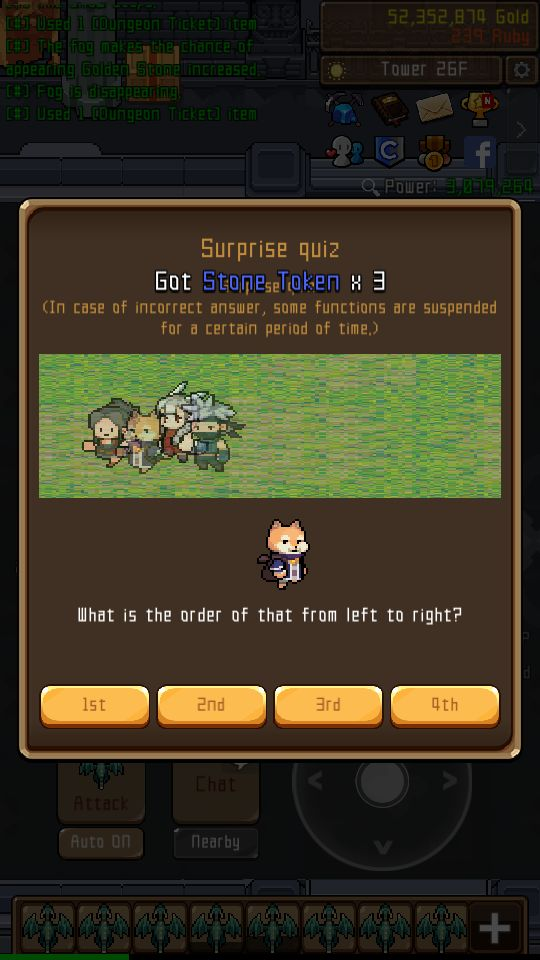 [#] Used 1 [Dungeon Ticket] item
[#] The fog makes the chance of
appearing Golden Stone increased.
[#] Fog is disappearing.
[#] Used 1 [Dungeon Ticket] item
52,352,874 Gold
239 Ruby
Tower 26F
Power: 3,079,264
Surprise quiz
Got Stone Token x 3
(In case of incorrect answer, some functions are suspended
for a certain period of time.)
What is the order of that from left to right?
1st 2nd 3rd 4th
Attack
Chat
Auto ON
Nearby